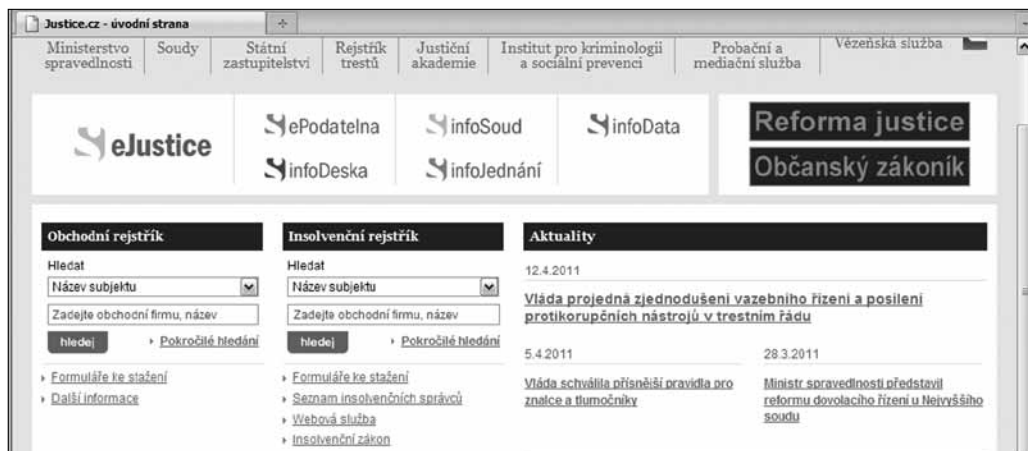 Justice.cz - úvodní strana
Ministerstvo spravedlnosti
Soudy
Státní zastupitelství
Rejstřík trestů
Justiční akademie
Institut pro kriminologii a sociální prevenci
Probační a mediační služba
Vězeňská služba
eJustice
ePodatelna
infoSoud
infoData
infoDeska
infoJednání
Reforma justice
Občanský zákoník
Obchodní rejstřík
Hledat
Název subjektu
Zadejte obchodní firmu, název
hledej
Pokročilé hledání
Formuláře ke stažení
Další informace
Insolvenční rejstřík
Hledat
Název subjektu
Zadejte obchodní firmu, název
hledej
Pokročilé hledání
Formuláře ke stažení
Seznam insolvenčních správců
Webová služba
Insolvenční zákon
Aktuality
12.4.2011
Vláda projedná zjednodušení vazebního řízení a posílení
protikorupčních nástrojů v trestním řádu
5.4.2011
Vláda schválila přísnější pravidla pro
znalce a tlumočníky
28.3.2011
Ministr spravedlnosti představil
reformu dovolacího řízení u Nejvyššího
soudu